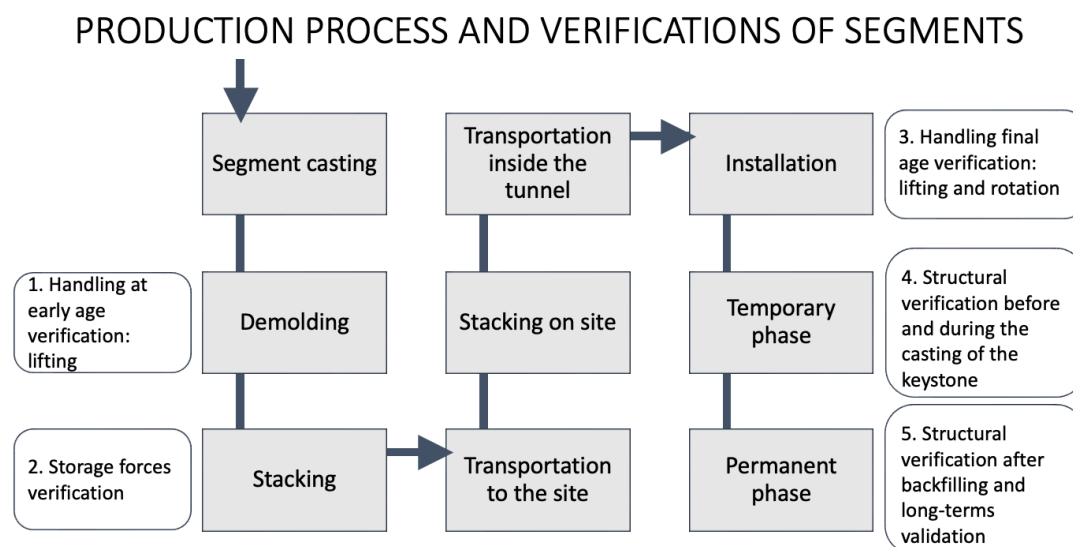 PRODUCTION PROCESS AND VERIFICATIONS OF SEGMENTS
Segment casting
1. Handling at
early age
verification:
lifting
Demolding
2. Storage forces
verification
Stacking
Transportation
to the site
Stacking on site
Transportation
inside the
tunnel
Installation
3. Handling final
age verification:
lifting and rotation
Temporary
phase
4. Structural
verification before
and during the
casting of the
keystone
Permanent
phase
5. Structural
verification after
backfilling and
long-terms
validation